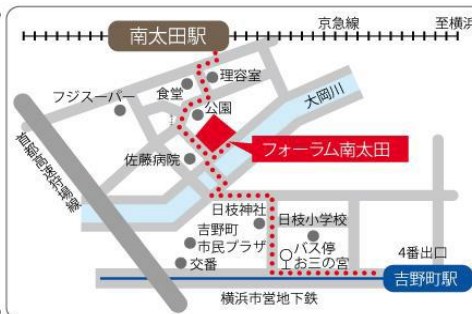 南太田駅
京急線
至横浜
理容室
食堂
フジスーパー
公園
大岡川
フォーラム南太田
佐藤病院
首都高速狩場線
日枝神社
日枝小学校
吉野町
市民プラザ
バス停
お三の宮
4番出口
交番
吉野町駅
横浜市営地下鉄